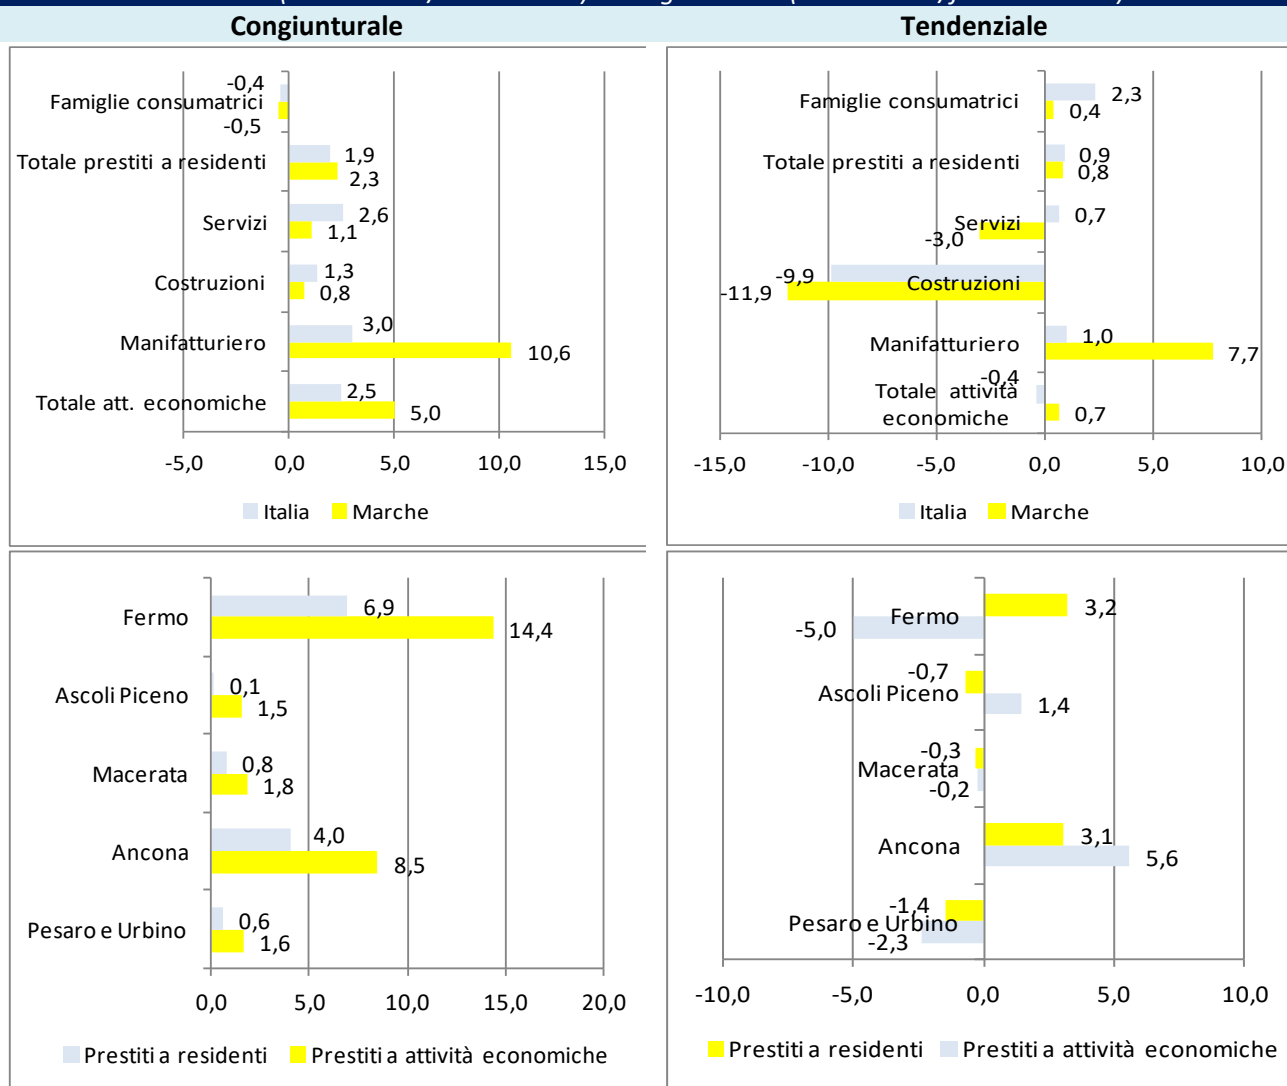 Congiunturale
-0,4
Famiglie consumatrici
-0,5
Totale prestiti a residenti
1,9
2,3
Servizi
2,6
1,1
Costruzioni
1,3
0,8
Manifatturiero
3,0
10,6
Totale att. economiche
2,5
5,0
-5,0 0,0 5,0 10,0 15,0
Italia Marche
Tendenziale
Famiglie consumatrici
2,3
0,4
Totale prestiti a residenti
0,9
0,8
Servizi
0,7
-3,0
Costruzioni
-9,9
-11,9
Manifatturiero
1,0
7,7
-0,4
Totale attività
economiche
0,7
-15,0 -10,0 -5,0 0,0 5,0 10,0
Italia Marche
Fermo
6,9
14,4
Ascoli Piceno
0,1
1,5
Macerata
0,8
1,8
Ancona
4,0
8,5
Pesaro e Urbino
0,6
1,6
0,0 5,0 10,0 15,0 20,0
Prestiti a residenti Prestiti a attività economiche
Fermo
3,2
-5,0
-0,7
Ascoli Piceno
1,4
-0,3
Macerata
-0,2
Ancona
3,1
5,6
-1,4
Pesaro e Urbino
-2,3
-10,0 -5,0 0,0 5,0 10,0
Prestiti a residenti Prestiti a attività economiche